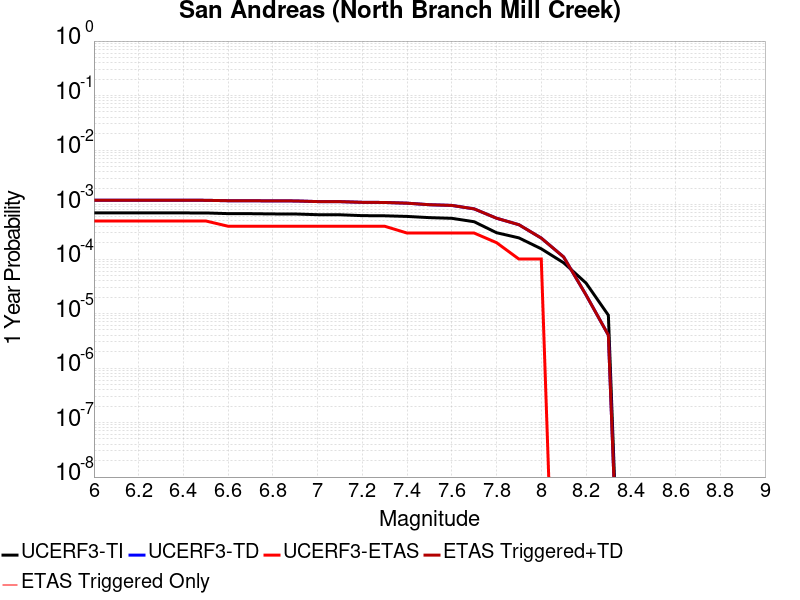 San Andreas (North Branch Mill Creek)
10^0
10^-1
10^-2
10^-3
10^-4
10^-5
10^-6
10^-7
10^-8
1 Year Probability
6 6.2 6.4 6.6 6.8 7 7.2 7.4 7.6 7.8 8 8.2 8.4 8.6 8.8 9
Magnitude
UCERF3-TI UCERF3-TD UCERF3-ETAS ETAS Triggered+TD
ETAS Triggered Only